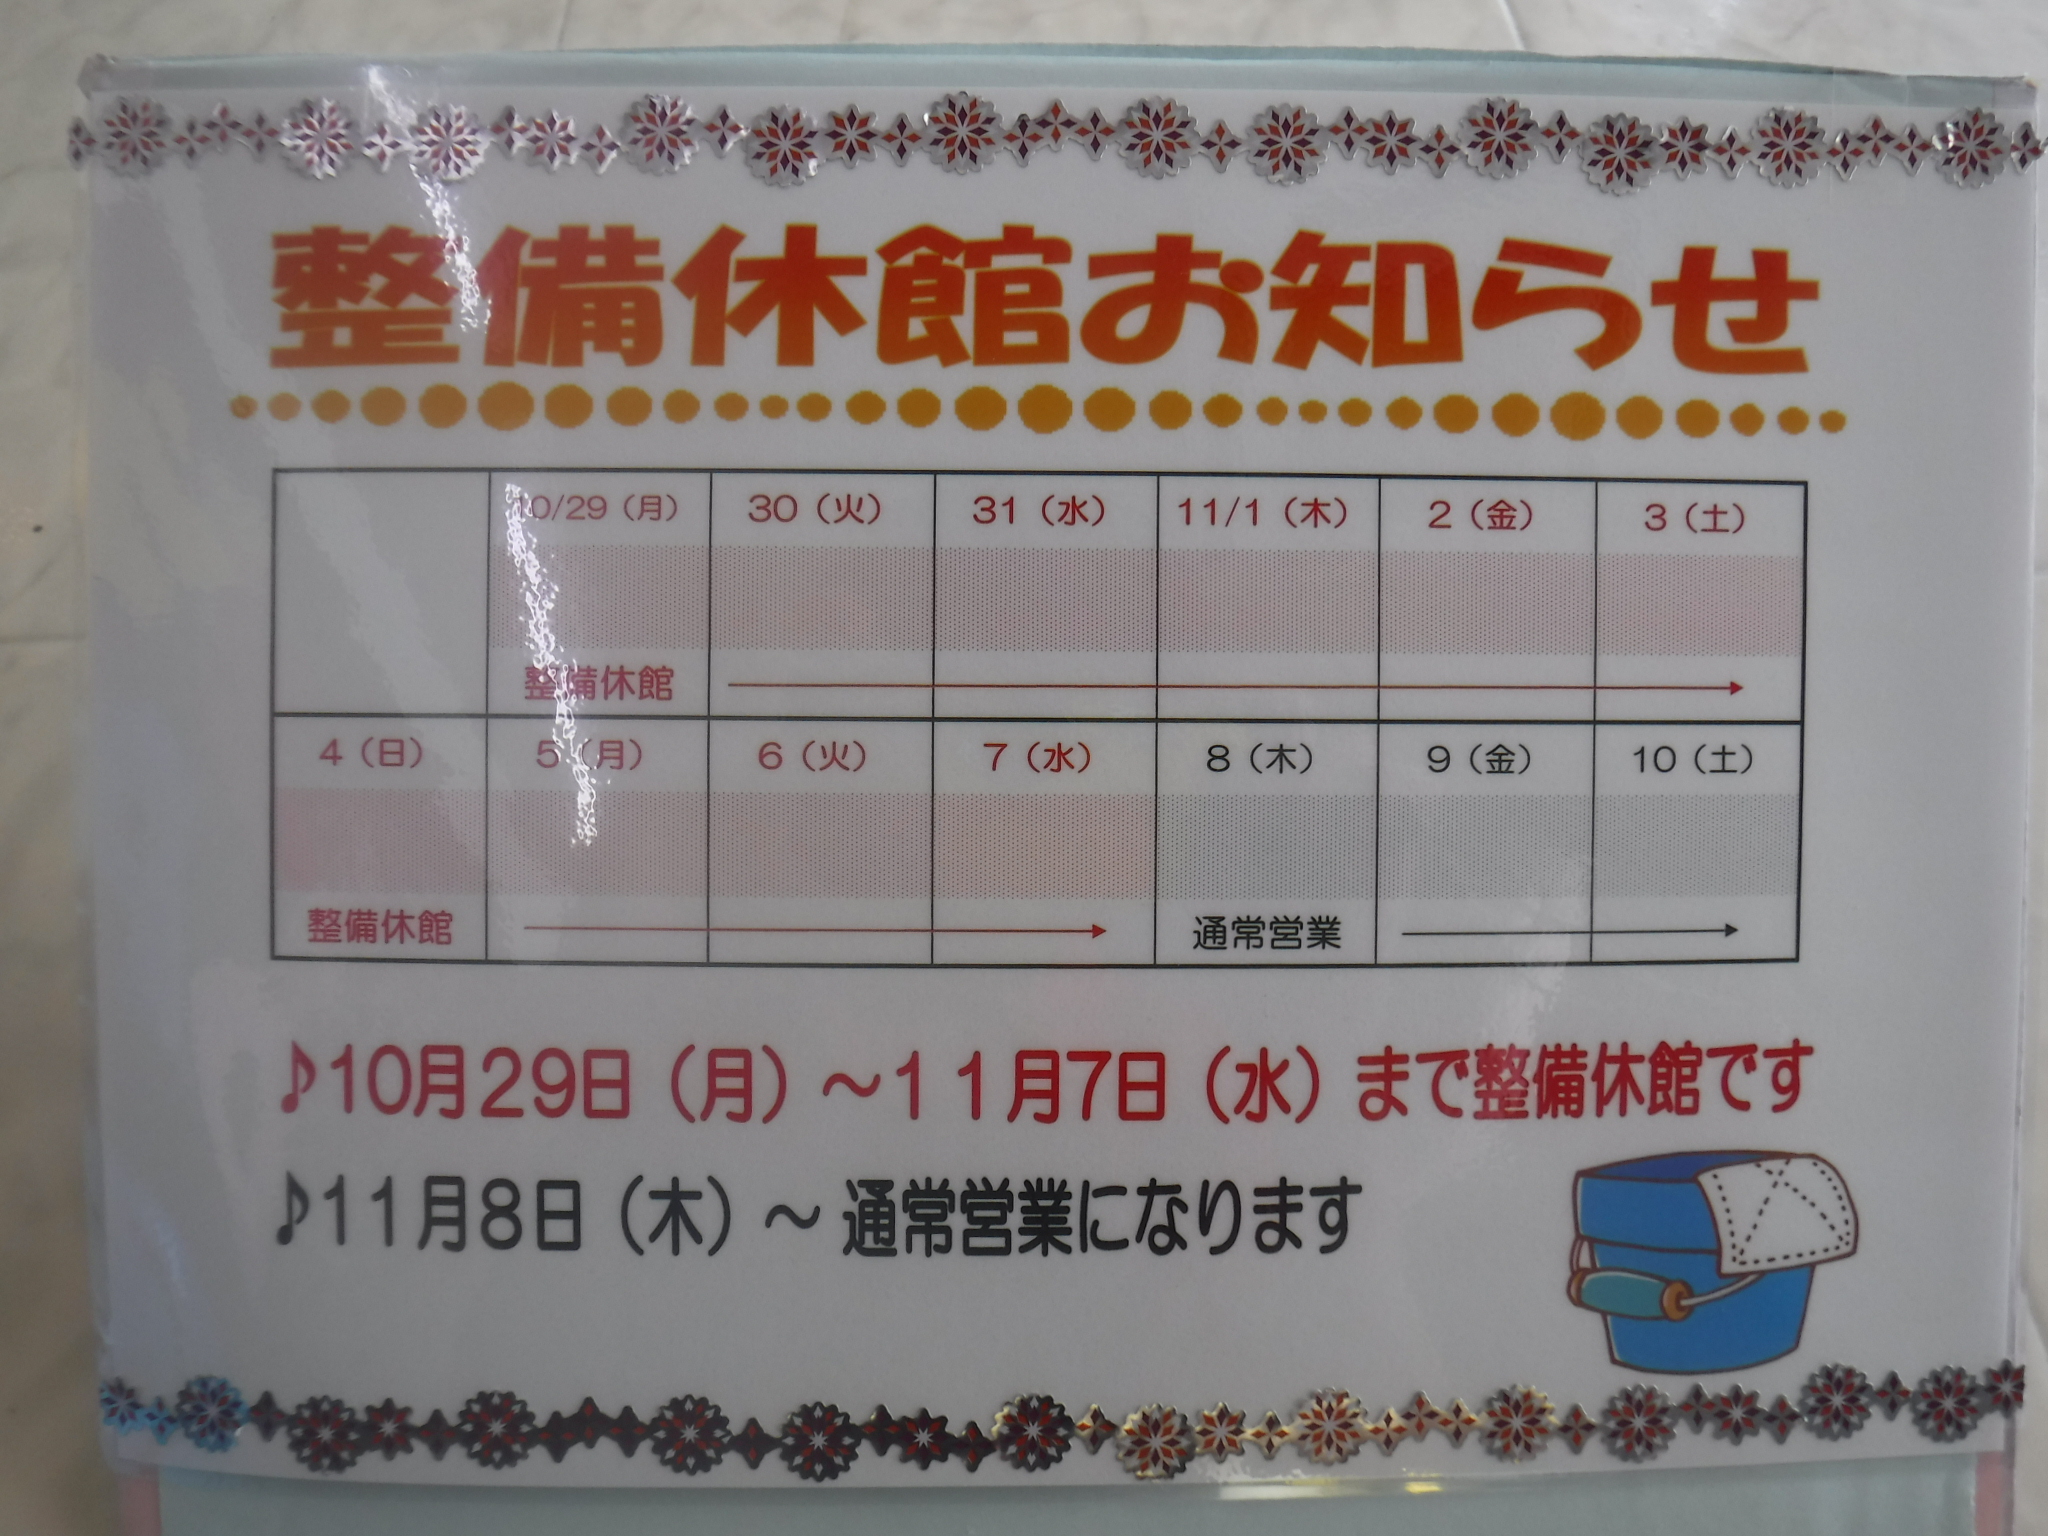 整備休館お知らせ
10/29（月） 30（火） 31（水） 11/1（木） 2（金） 3（土）
整備休館
4（日） 5（月） 6（火） 7（水） 8（木） 9（金） 10（土）
整備休館 通常営業
♪10月29日（月）～11月7日（水）まで整備休館です
♪11月8日（木）～通常営業になります